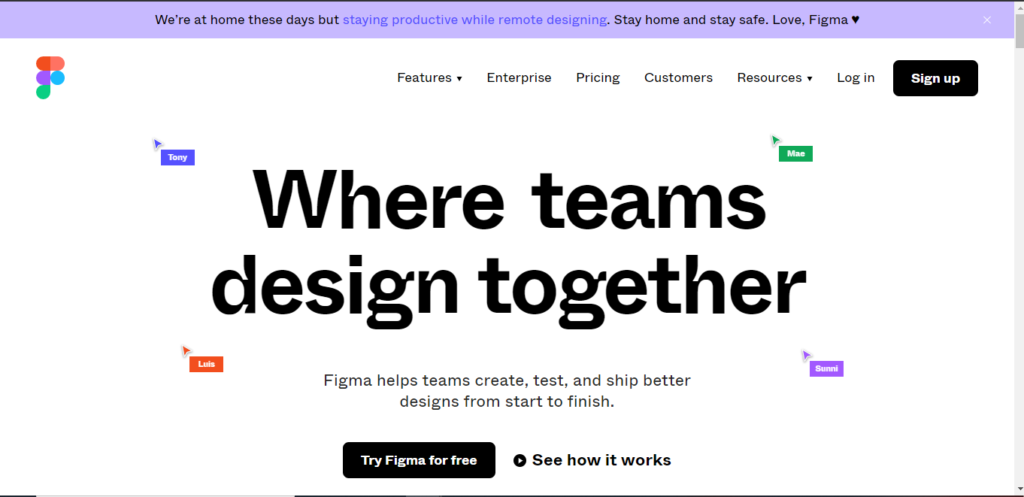 We're at home these days but staying productive while remote designing. Stay home and stay safe. Love, Figma ♥
Features ▾ Enterprise Pricing Customers Resources ▾ Log in Sign up
Tony
Mae
Where teams
design together
Luis
Sunni
Figma helps teams create, test, and ship better
designs from start to finish.
Try Figma for free See how it works